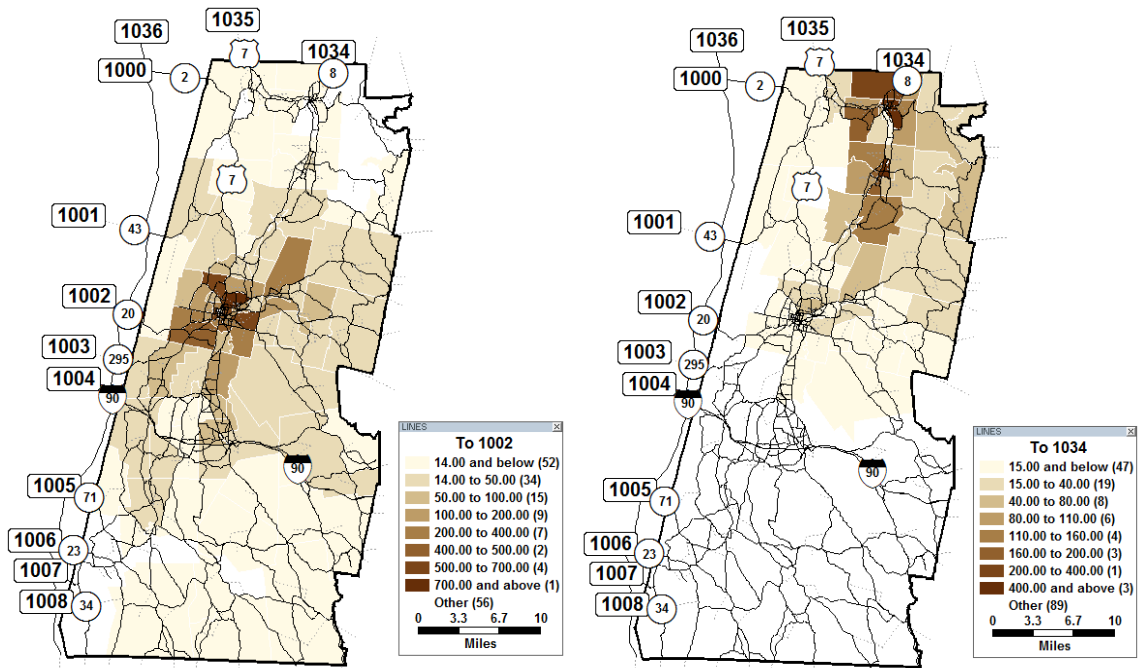 1035
1036
7
1034
1000
2
8
7
1001
43
1002
20
1003
295
1004
90
90
1005
71
1006
23
1007
1008
34
LINES
To 1002
14.00 and below (52)
14.00 to 50.00 (34)
50.00 to 100.00 (15)
100.00 to 200.00 (9)
200.00 to 400.00 (7)
400.00 to 500.00 (2)
500.00 to 700.00 (4)
700.00 and above (1)
Other (56)
0 3.3 6.7 10
Miles
1035
1036
7
1034
1000
2
8
7
1001
43
1002
20
1003
295
1004
90
90
1005
71
1006
23
1007
1008
34
LINES
To 1034
15.00 and below (47)
15.00 to 40.00 (19)
40.00 to 80.00 (8)
80.00 to 110.00 (6)
110.00 to 160.00 (4)
160.00 to 200.00 (3)
200.00 to 400.00 (1)
400.00 and above (3)
Other (89)
0 3.3 6.7 10
Miles